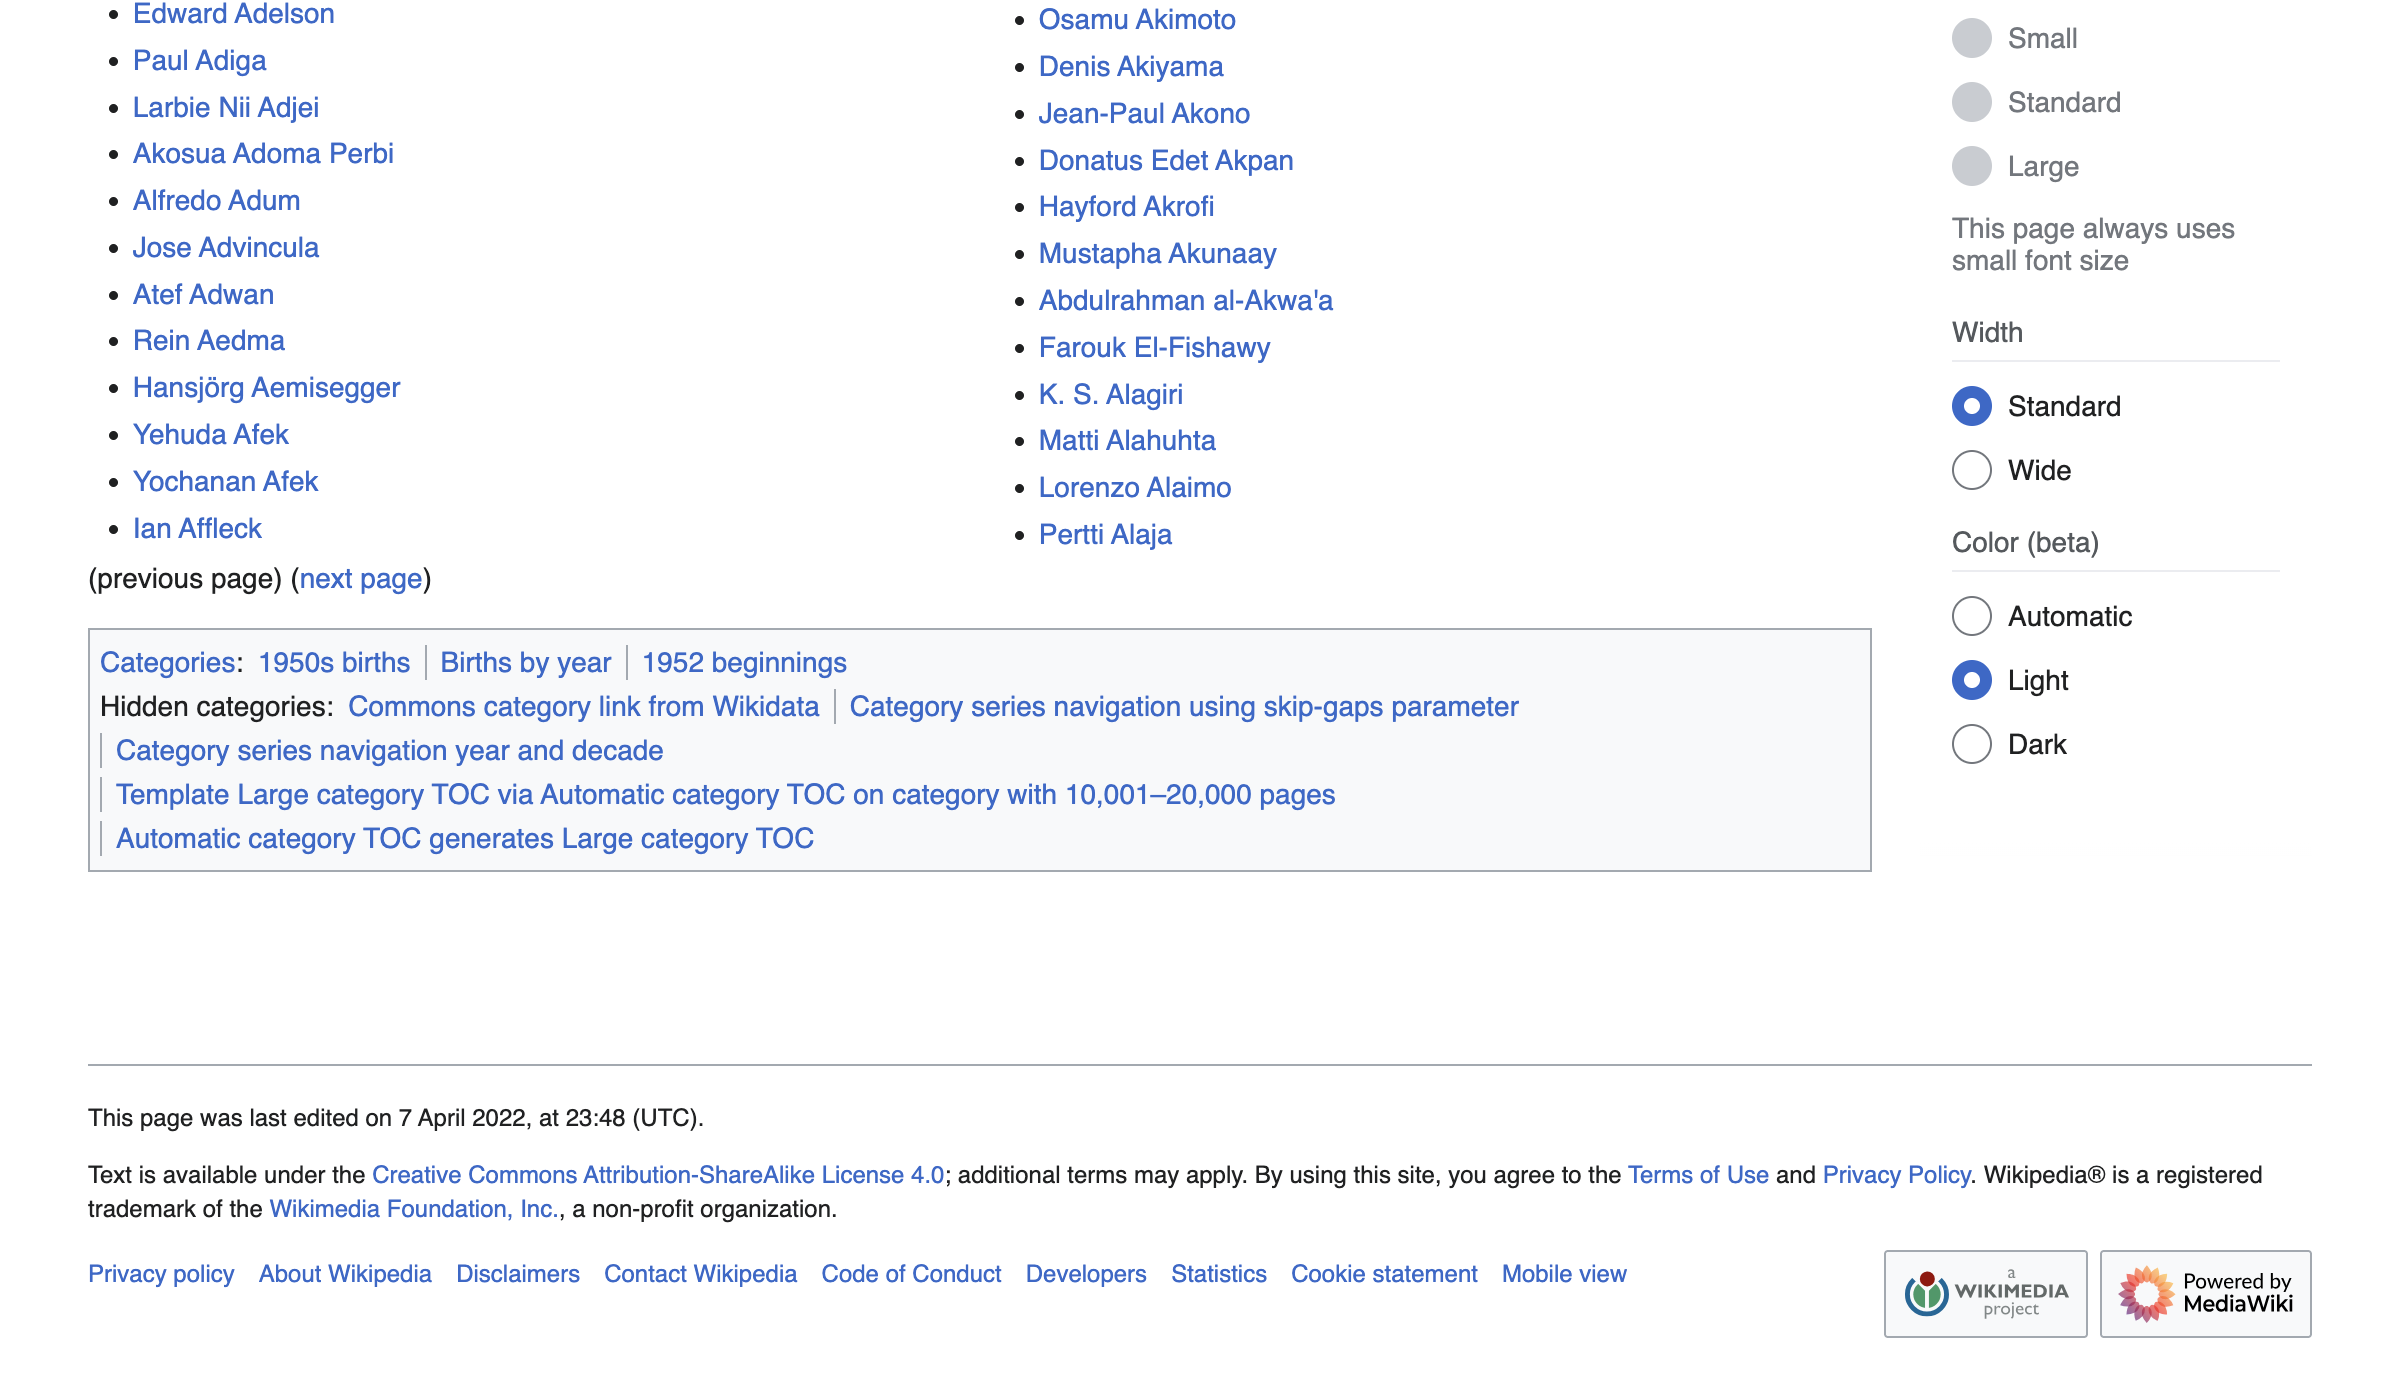 Edward Adelson
Paul Adiga
Larbie Nii Adjei
Akosua Adoma Perbi
Alfredo Adum
Jose Advincula
Atef Adwan
Rein Aedma
Hansjörg Aemisegger
Yehuda Afek
Yochanan Afek
Ian Affleck
Osamu Akimoto
Denis Akiyama
Jean-Paul Akono
Donatus Edet Akpan
Hayford Akrofi
Mustapha Akunaay
Abdulrahman al-Akwa'a
Farouk El-Fishawy
K. S. Alagiri
Matti Alahuhta
Lorenzo Alaimo
Pertti Alaja
(previous page) (next page)
Categories: 1950s births | Births by year | 1952 beginnings
Hidden categories: Commons category link from Wikidata | Category series navigation using skip-gaps parameter
| Category series navigation year and decade
| Template Large category TOC via Automatic category TOC on category with 10,001–20,000 pages
| Automatic category TOC generates Large category TOC
Small
Standard
Large
This page always uses
small font size
Width
Standard
Wide
Color (beta)
Automatic
Light
Dark
This page was last edited on 7 April 2022, at 23:48 (UTC).
Text is available under the Creative Commons Attribution-ShareAlike License 4.0; additional terms may apply. By using this site, you agree to the Terms of Use and Privacy Policy. Wikipedia® is a registered
trademark of the Wikimedia Foundation, Inc., a non-profit organization.
Privacy policy About Wikipedia Disclaimers Contact Wikipedia Code of Conduct Developers Statistics Cookie statement Mobile view
a
WIKIMEDIA
project
Powered by
MediaWiki